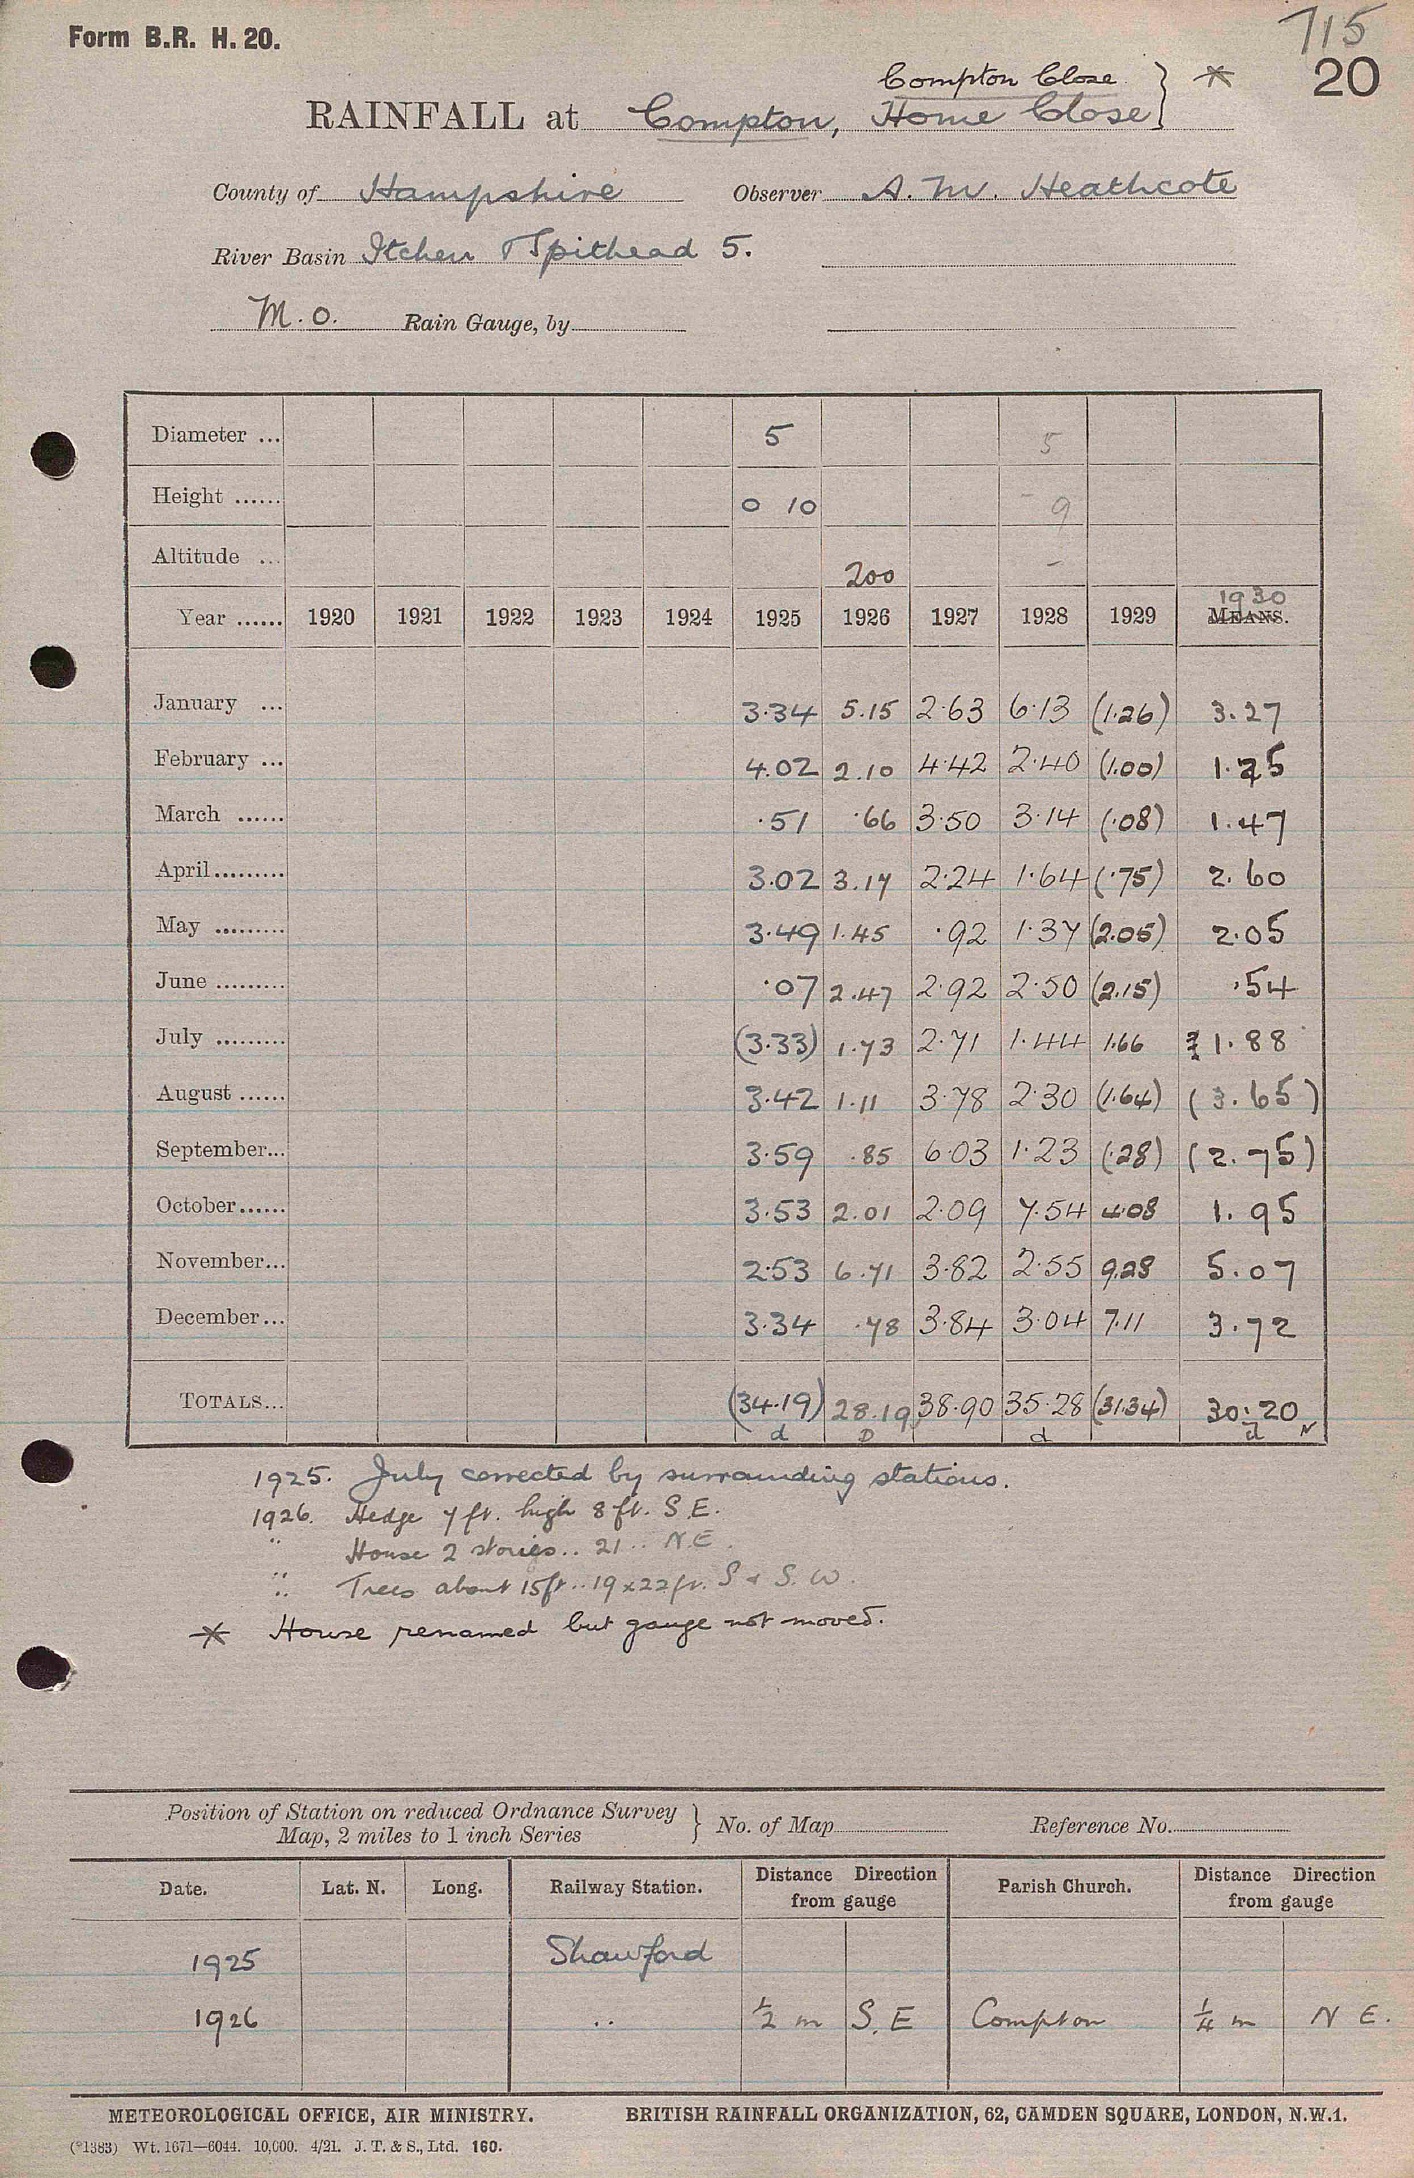 Form B.R. H. 20.
715
20
Compton Close } *
RAINFALL at Compton, Home Close
County of Hampshire Observer A. M. Heathcote
River Basin Itchen & Spithead 5.
M.O. Rain Gauge, by
Diameter ... 5 5
Height ...... 0 10 9
Altitude ... 200 -
1930
Year ...... 1920 1921 1922 1923 1924 1925 1926 1927 1928 1929 MEANS.
January ... 3.34 5.15 2.63 6.13 (1.26) 3.27
February ... 4.02 2.10 4.42 2.40 (1.00) 1.25
March ...... .51 .66 3.50 3.14 (.08) 1.47
April ......... 3.02 3.17 2.24 1.64 (.75) 2.60
May ......... 3.49 1.45 .92 1.37 (2.05) 2.05
June ......... .07 2.47 2.92 2.50 (2.15) .54
July ......... (3.33) 1.73 2.71 1.44 1.66 1.88
August ...... 3.42 1.11 3.78 2.30 (1.64) (3.65)
September... 3.59 .85 6.03 1.23 (.28) (2.75)
October...... 3.53 2.01 2.09 7.54 4.08 1.95
November... 2.53 6.71 3.82 2.55 9.28 5.07
December... 3.34 .78 3.84 3.04 7.11 3.72
TOTALS... (34.19) 28.19 38.90 35.28 (31.34) 30.20
d D d d N
1925. July corrected by surrounding stations.
1926. Hedge 7 ft. high 8 ft. S.E.
" House 2 stories .. 21 .. N.E.
" Trees about 15 ft .. 19 x 22 ft. S & S.W.
* House renamed but gauge not moved.
Position of Station on reduced Ordnance Survey
Map, 2 miles to 1 inch Series } No. of Map Reference No.
Date. Lat. N. Long. Railway Station. Distance Direction from gauge Parish Church. Distance Direction from gauge
1925 Shawford
1926 .. ½ m S.E Compton ¼ m N E.
METEOROLOGICAL OFFICE, AIR MINISTRY. BRITISH RAINFALL ORGANIZATION, 62, CAMDEN SQUARE, LONDON, N.W.1.
(*1383) Wt. 1671—6044. 10,000. 4/21. J. T. & S., Ltd. 160.